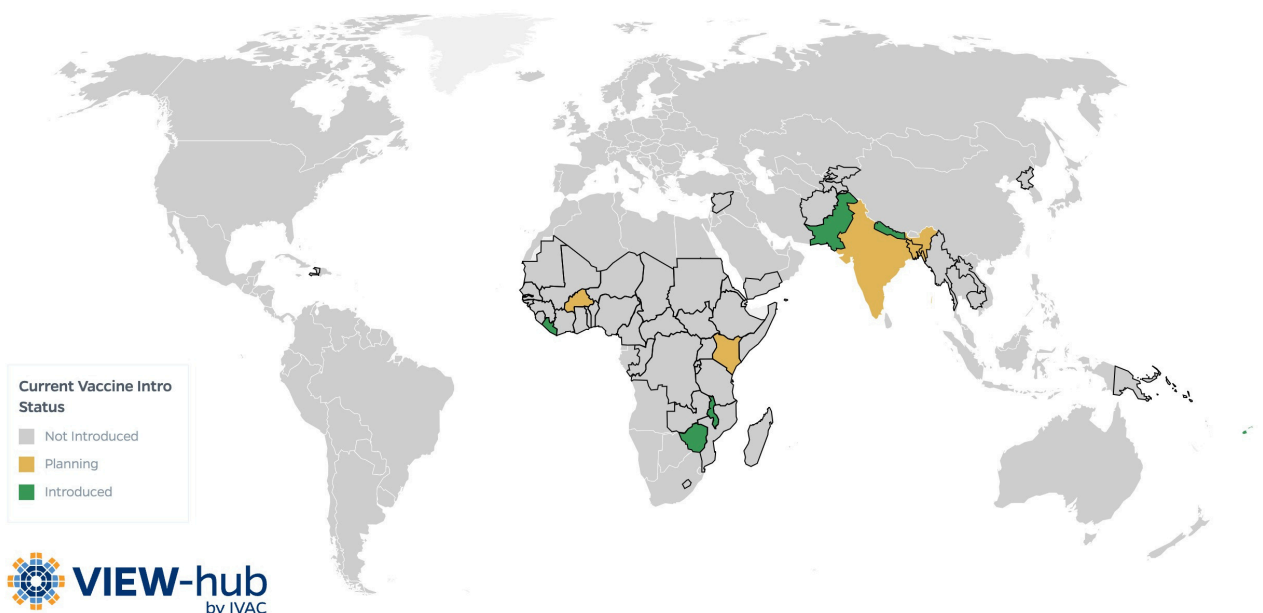 Current Vaccine Intro
Status
Not Introduced
Planning
Introduced
VIEW-hub
by IVAC